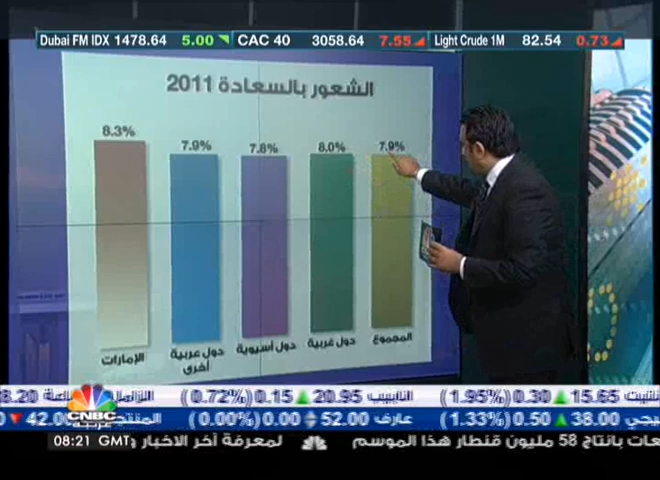 Dubai FM IDX 1478.64 5.00 CAC 40 3058.64 7.55 Light Crude 1M 82.54 0.73
الشعور بالسعادة 2011
8.3% 7.9% 7.8% 8.0% 7.9%
الإمارات دول عربية أخرى دول آسيوية دول غربية المجموع
15.65 0.30 (1.95%) الانابيب 20.95 0.15 (0.72%)
38.00 0.50 (1.33%) عارف 52.00 0.00 (0.00%)
CNBC
عربية
08:21 GMT
بانتاج 58 مليون قنطار هذا الموسم لمعرفة آخر الاخبار